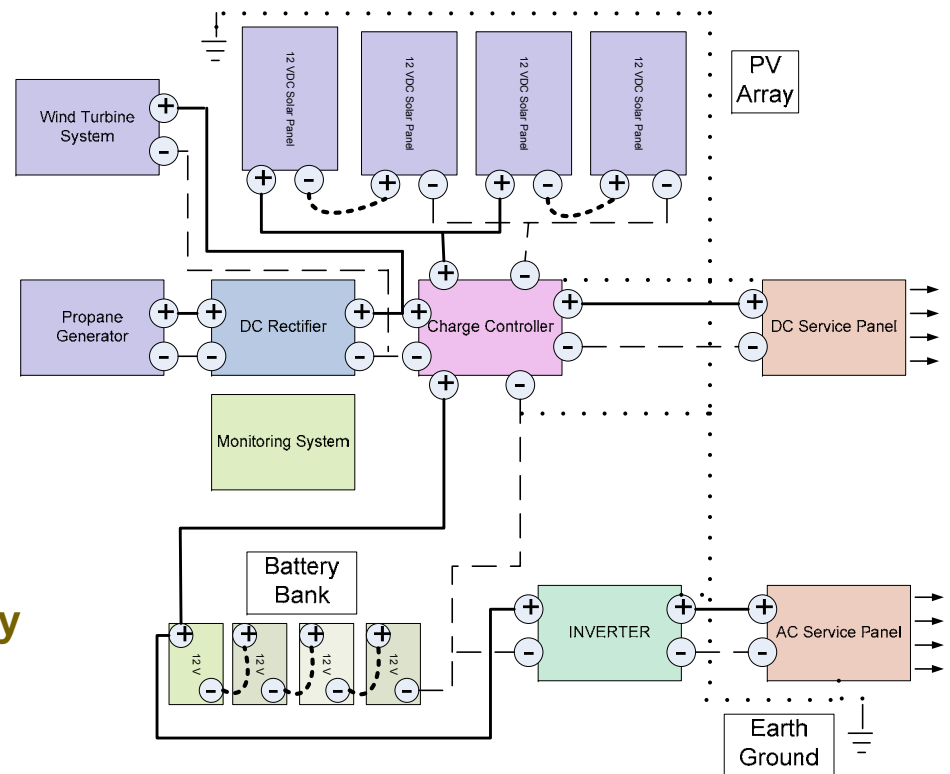 12 VDC Solar Panel
12 VDC Solar Panel
12 VDC Solar Panel
12 VDC Solar Panel
PV
Array
Wind Turbine
System
+
-
+
-
+
-
+
-
+
-
+
-
Propane
Generator
+
-
+
DC Rectifier
-
+
-
+
Charge Controller
-
+
-
+
DC Service Panel
-
+
-
Monitoring System
Battery
Bank
y
+
12 V
-
+
12 V
-
+
12 V
-
+
12 V
-
+
INVERTER
-
+
-
+
AC Service Panel
-
Earth
Ground